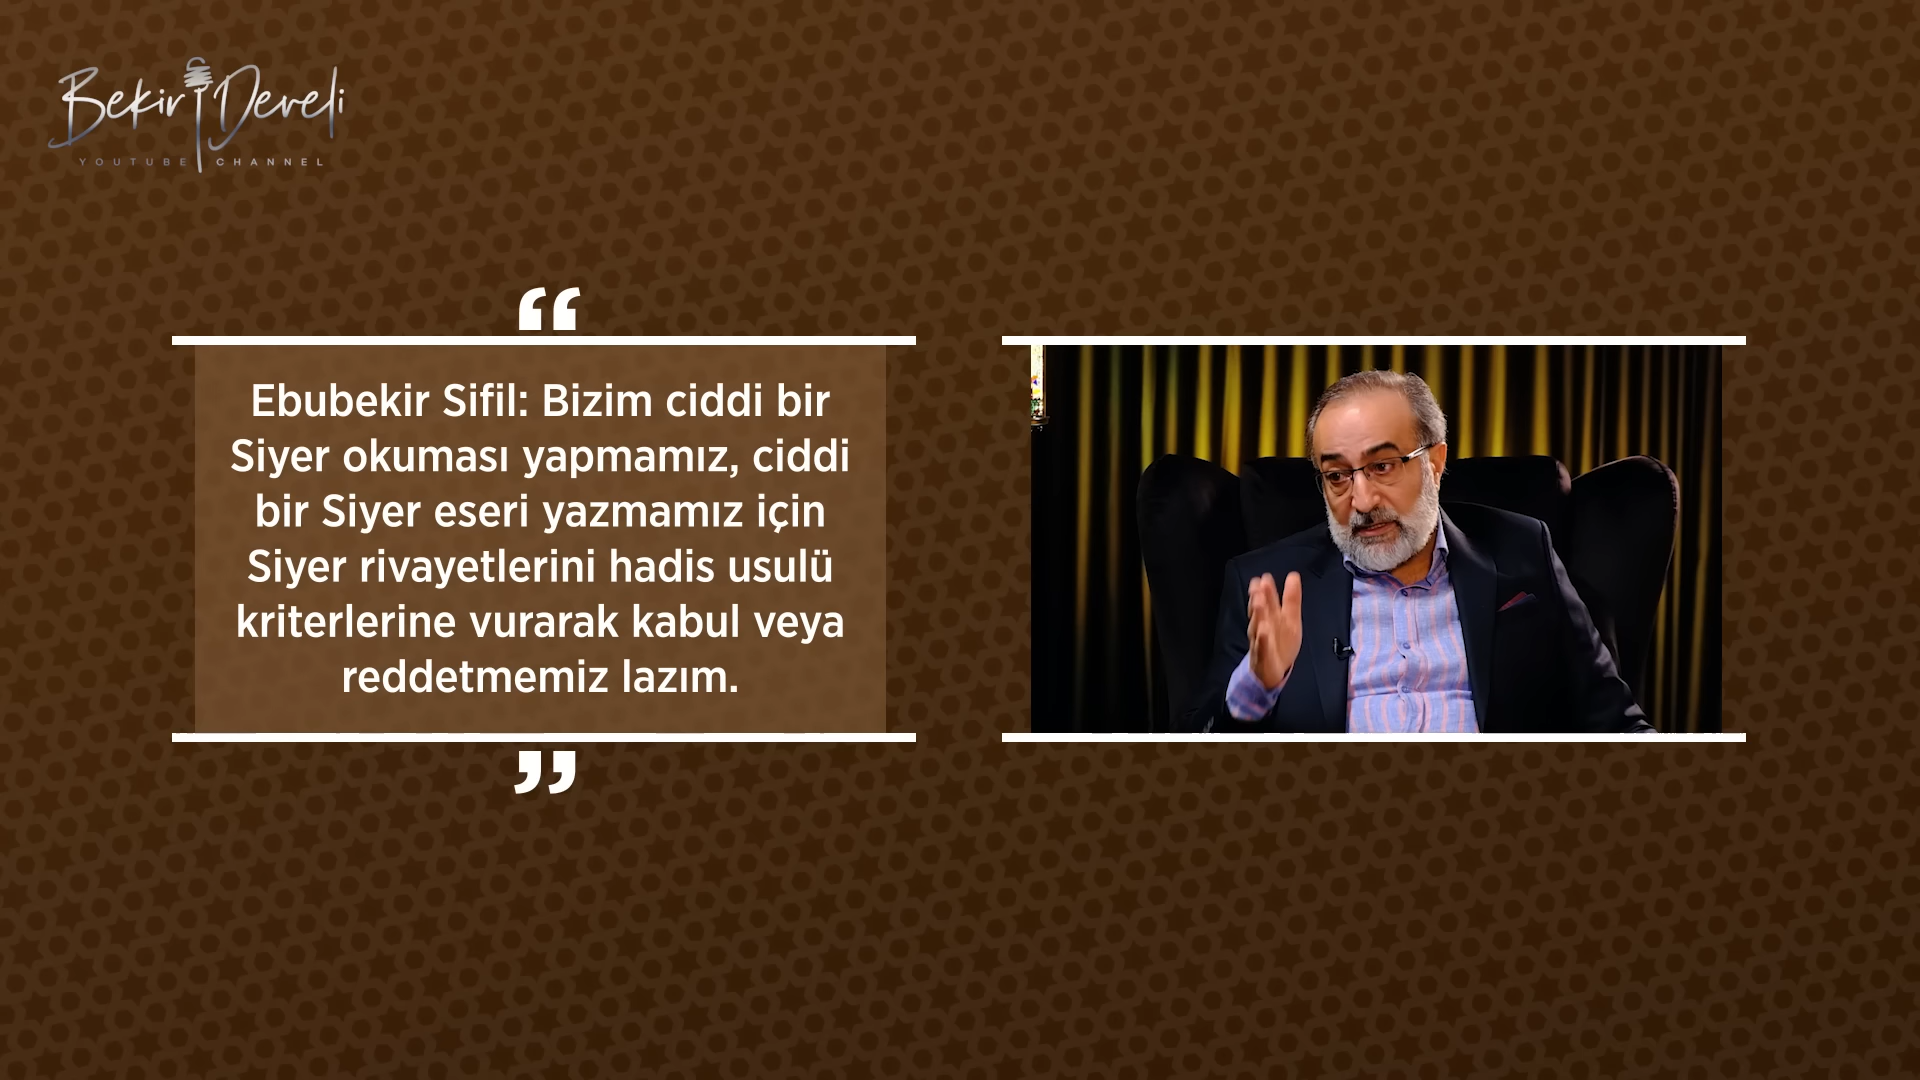 Bekir Develi
YOUTUBE CHANNEL
“
Ebubekir Sifil: Bizim ciddi bir
Siyer okuması yapmamız, ciddi
bir Siyer eseri yazmamız için
Siyer rivayetlerini hadis usulü
kriterlerine vurarak kabul veya
reddetmemiz lazım.
”